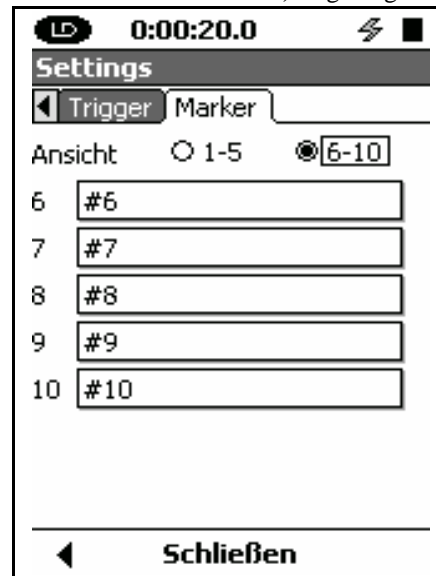 LD 0:00:20.0
Settings
Trigger Marker
Ansicht 1-5 6-10
6 #6
7 #7
8 #8
9 #9
10 #10
Schließen